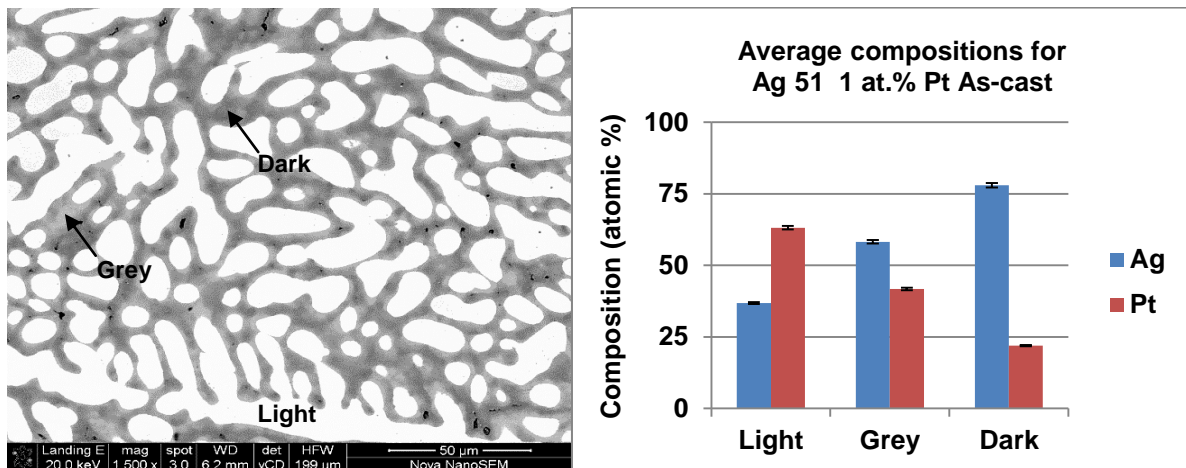 Dark
Grey
Light
Landing E mag spot WD det HFW
20.0 keV 1 500 x 3.0 6.2 mm vCD 199 µm
50 µm
Nova NanoSEM
Average compositions for
Ag 51 1 at.% Pt As-cast
Composition (atomic %)
100
75
50
25
0
Light Grey Dark
Ag
Pt